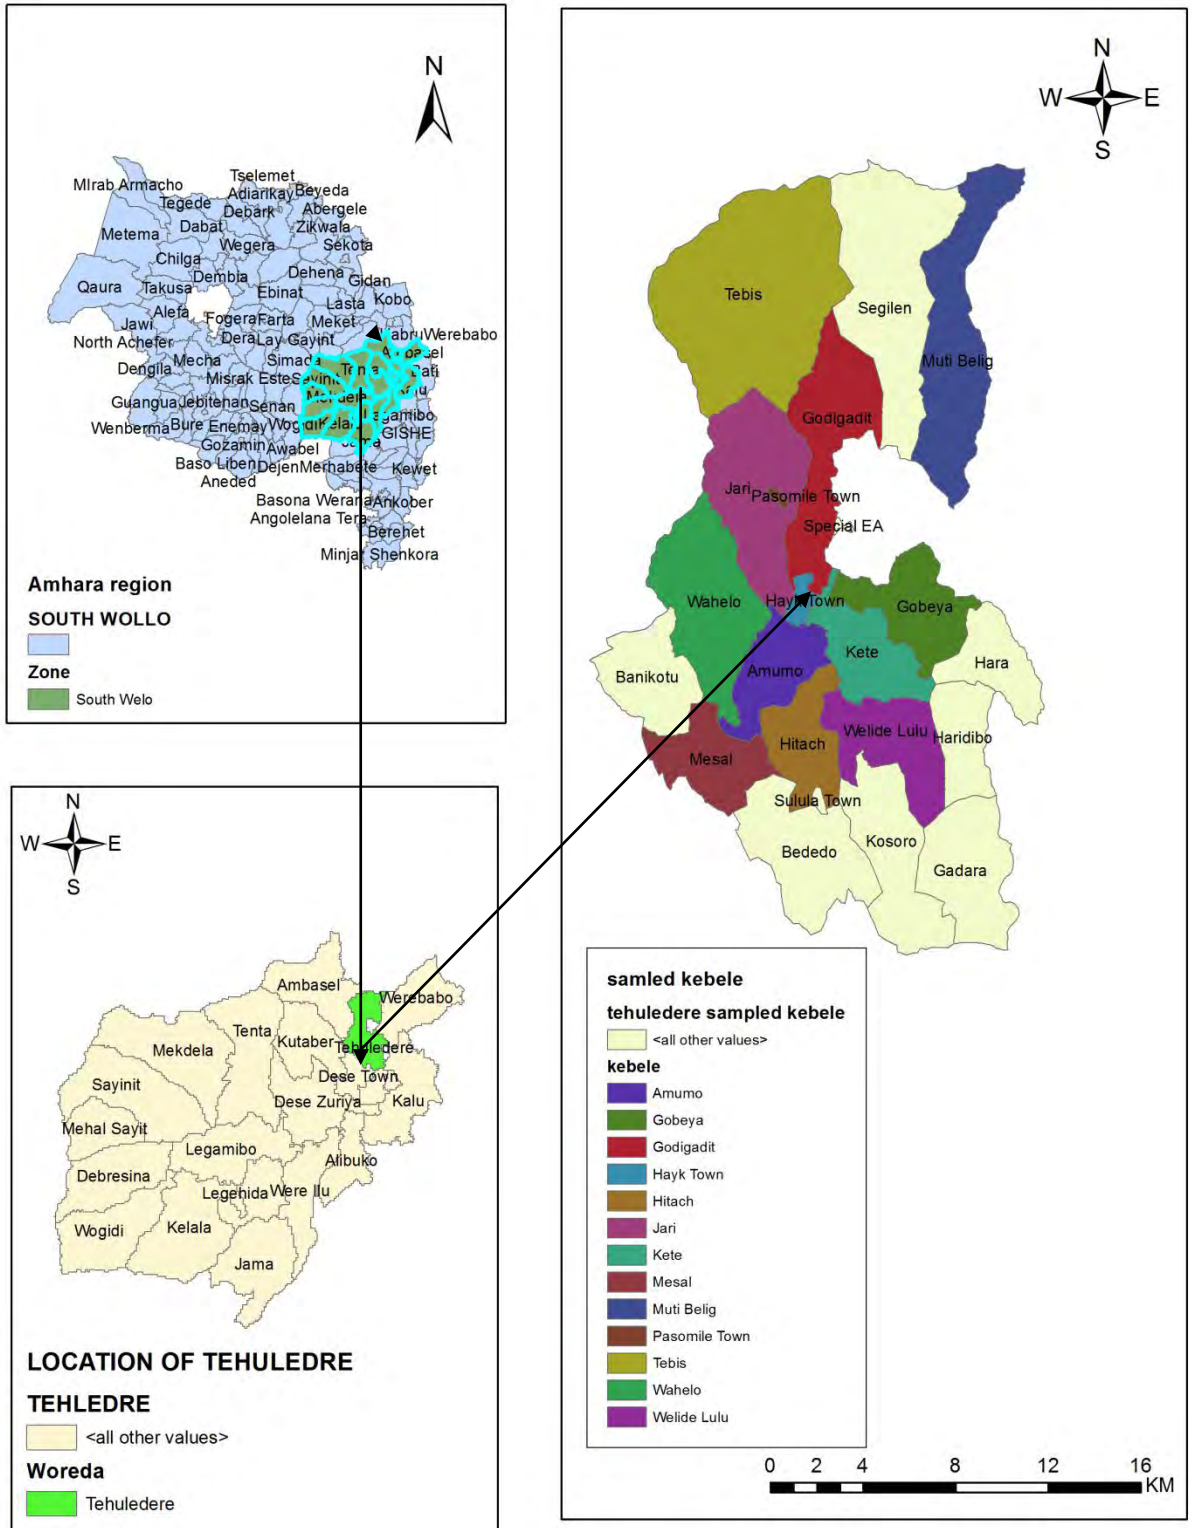 N
MIrab Armacho
Tselemet
Adiarikay
Beyeda
Tegede
Debark
Abergele
Metema
Dabat
Zikwala
Wegera
Sekota
Chilga
Dembia
Dehena
Gidan
Qaura
Takusa
Ebinat
Lasta
Kobo
Alefa
Fogera
Farta
Meket
Jawi
Werebabo
North Achefer
Dera
Lay Gayint
Mecha
Simada
Dengila
Misrak Este
Sayinit
Tenta
Guangua
Jebitenan
Senan
Mekdela
Wenberma
Bure
Enemay
Wogidi
Kelala
Legambo
GISHE
Gozamin
Awabel
Jama
Baso Liben
Dejen
Merhabete
Kewet
Aneded
Basona Werana
Ankober
Angolelana Tera
Berehet
Minjar Shenkora
Amhara region
SOUTH WOLLO
Zone
South Welo
N
W E
S
Tebis
Segilen
Muti Belig
Godigadit
Jari
Pasomile Town
Special EA
Wahelo
Hayk Town
Gobeya
Kete
Hara
Banikotu
Amumo
Mesal
Hitach
Welide Lulu
Haridibo
Sulula Town
Bededo
Kosoro
Gadara
samled kebele
tehuledere sampled kebele
<all other values>
kebele
Amumo
Gobeya
Godigadit
Hayk Town
Hitach
Jari
Kete
Mesal
Muti Belig
Pasomile Town
Tebis
Wahelo
Welide Lulu
0 2 4 8 12 16
KM
N
W E
S
Ambasel
Werebabo
Tenta
Kutaber
Tehuledere
Mekdela
Dese Town
Sayinit
Dese Zuriya
Kalu
Mehal Sayit
Legamibo
Alibuko
Debresina
Legehida
Were Ilu
Wogidi
Kelala
Jama
LOCATION OF TEHULEDRE
TEHLEDRE
<all other values>
Woreda
Tehuledere